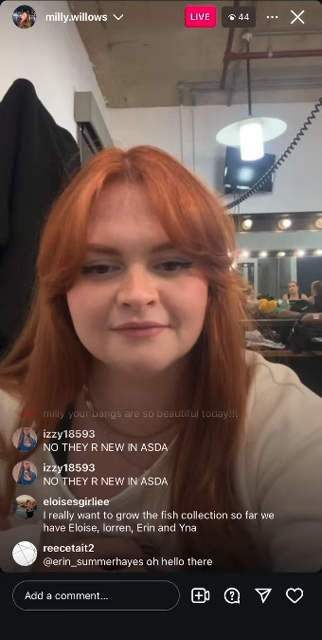 milly.willows
LIVE
44
milly your bangs are so beautiful today!!!
izzy18593
NO THEY R NEW IN ASDA
izzy18593
NO THEY R NEW IN ASDA
eloisesgirliee
I really want to grow the fish collection so far we
have Eloise, lorren, Erin and Yna
reecetait2
@erin_summerhayes oh hello there
Add a comment...